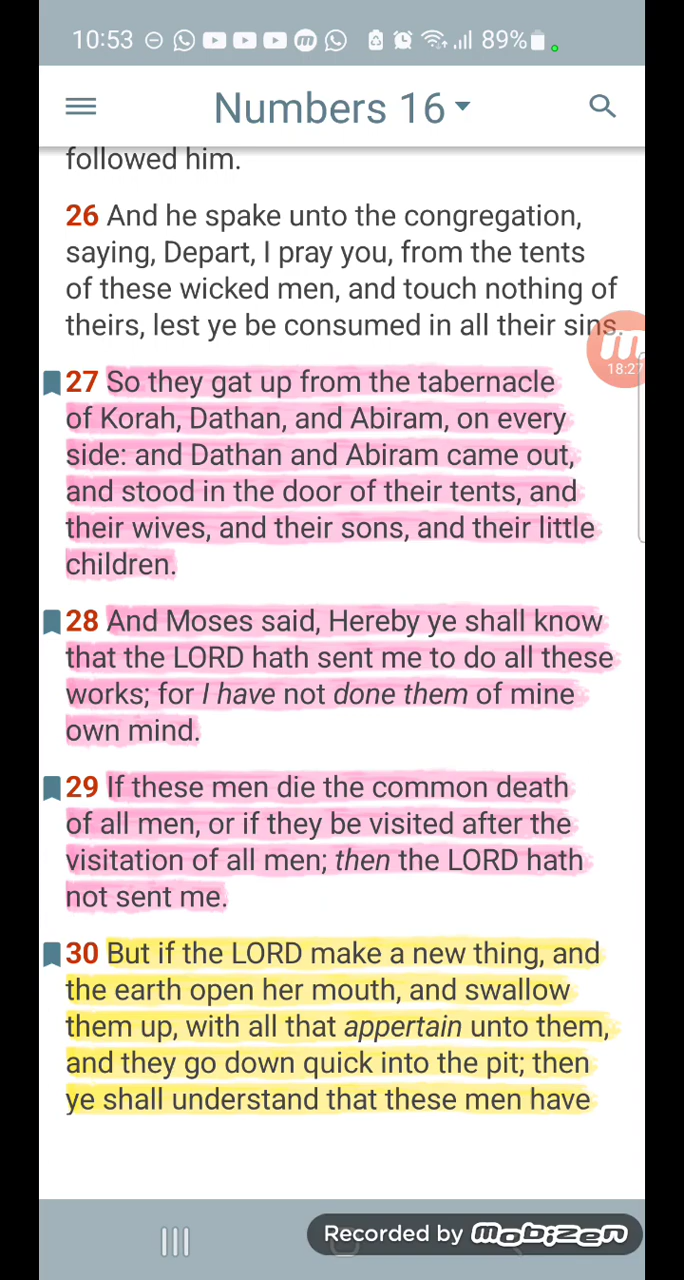 10:53 89%
Numbers 16
followed him.
26 And he spake unto the congregation,
saying, Depart, I pray you, from the tents
of these wicked men, and touch nothing of
theirs, lest ye be consumed in all their sins.
18:27
27 So they gat up from the tabernacle
of Korah, Dathan, and Abiram, on every
side: and Dathan and Abiram came out,
and stood in the door of their tents, and
their wives, and their sons, and their little
children.
28 And Moses said, Hereby ye shall know
that the LORD hath sent me to do all these
works; for I have not done them of mine
own mind.
29 If these men die the common death
of all men, or if they be visited after the
visitation of all men; then the LORD hath
not sent me.
30 But if the LORD make a new thing, and
the earth open her mouth, and swallow
them up, with all that appertain unto them,
and they go down quick into the pit; then
ye shall understand that these men have
Recorded by mobizen